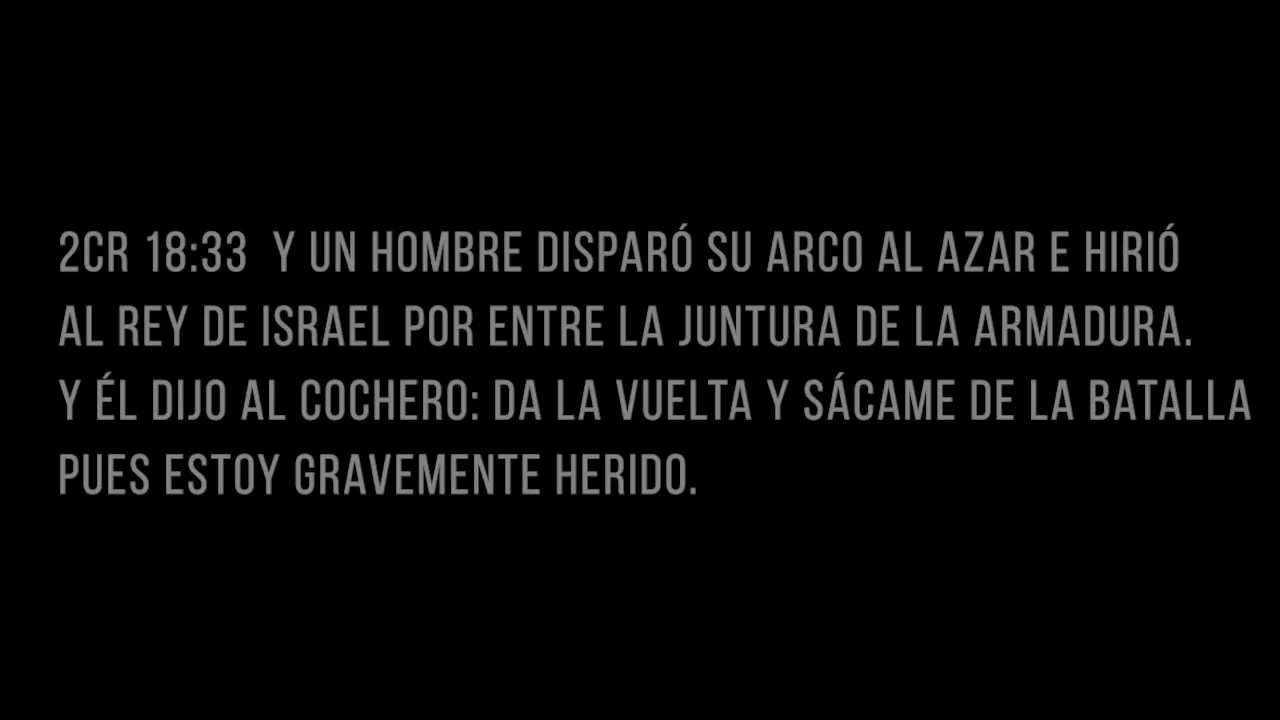 2CR 18:33 Y UN HOMBRE DISPARÓ SU ARCO AL AZAR E HIRIÓ
AL REY DE ISRAEL POR ENTRE LA JUNTURA DE LA ARMADURA.
Y ÉL DIJO AL COCHERO: DA LA VUELTA Y SÁCAME DE LA BATALLA
PUES ESTOY GRAVEMENTE HERIDO.